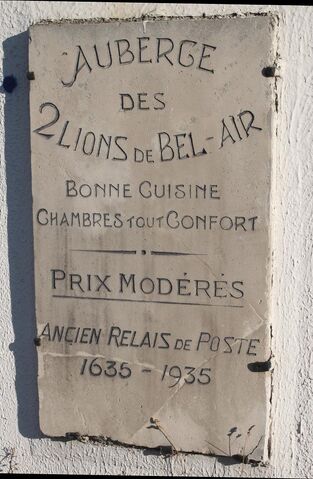 AUBERGE
DES
2 LIONS DE BEL-AIR
BONNE CUISINE
CHAMBRES TOUT CONFORT
PRIX MODÉRÉS
ANCIEN RELAIS DE POSTE
1635 - 1935